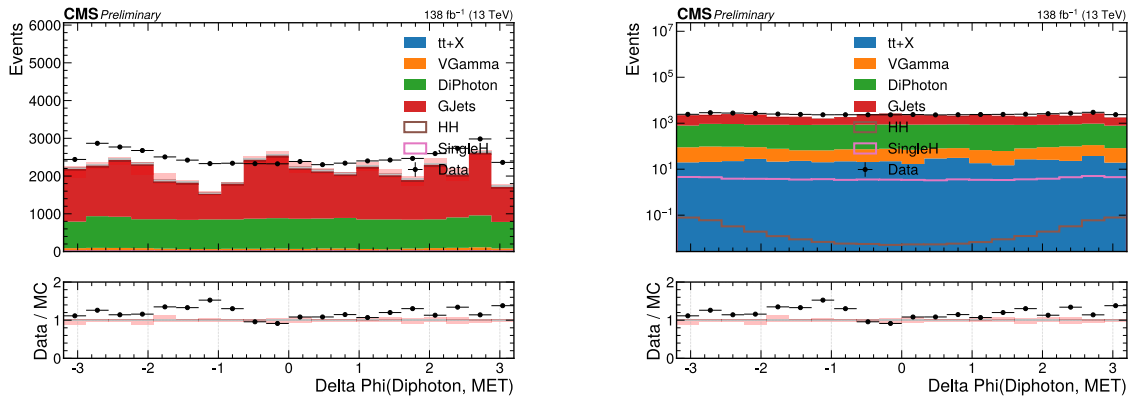 CMS Preliminary 138 fb⁻¹ (13 TeV)
Events
6000
5000
4000
3000
2000
1000
0
tt+X
VGamma
DiPhoton
GJets
HH
SingleH
Data
Data / MC
2
1
0
-3 -2 -1 0 1 2 3
Delta Phi(Diphoton, MET)
CMS Preliminary 138 fb⁻¹ (13 TeV)
Events
10⁷
10⁵
10³
10¹
10⁻¹
tt+X
VGamma
DiPhoton
GJets
HH
SingleH
Data
Data / MC
2
1
0
-3 -2 -1 0 1 2 3
Delta Phi(Diphoton, MET)